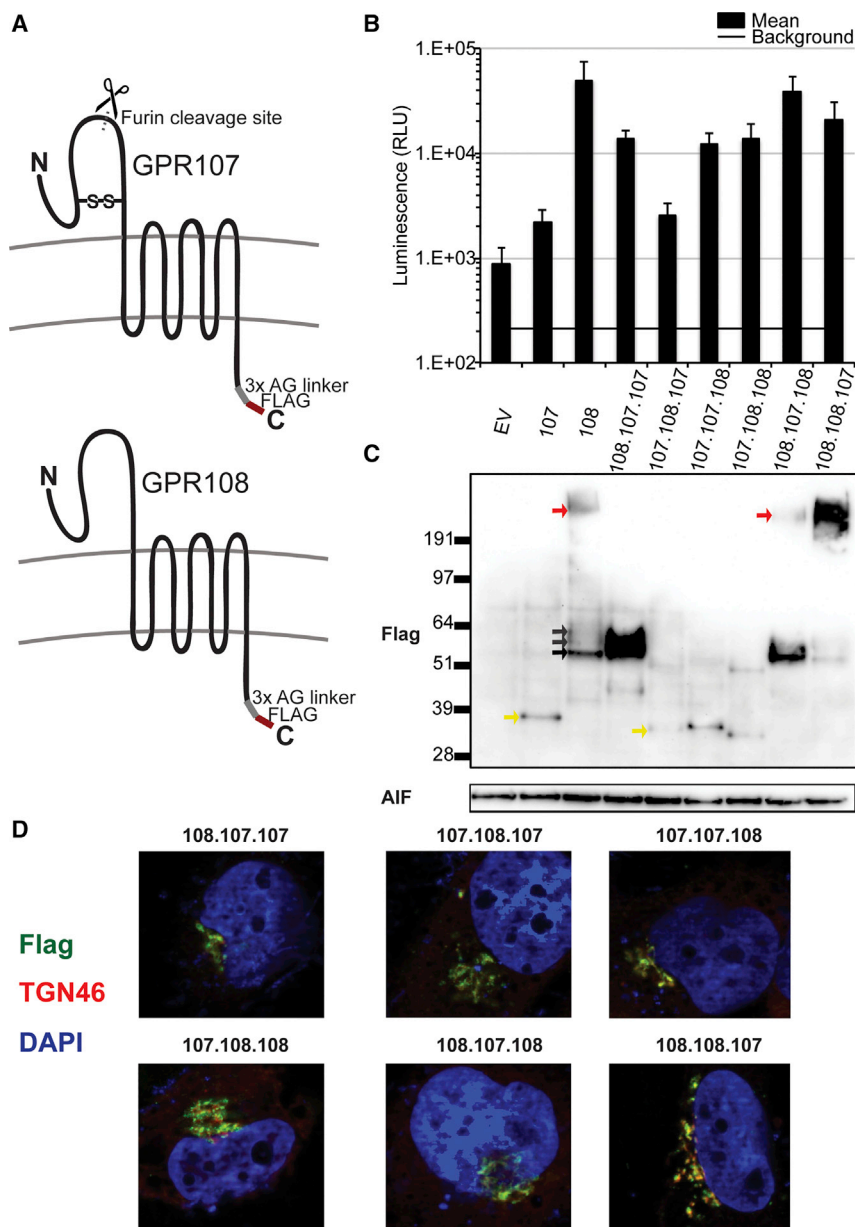 A
Furin cleavage site
N
GPR107
S-S
3x AG linker
FLAG
C
N
GPR108
3x AG linker
FLAG
C
B
Mean
Background
Luminescence (RLU)
1.E+05
1.E+04
1.E+03
1.E+02
EV
107
108
108.107.107
107.108.107
107.107.108
107.108.108
108.107.108
108.108.107
C
Flag
191
97
64
51
39
28
AIF
D
Flag
TGN46
DAPI
108.107.107
107.108.107
107.107.108
107.108.108
108.107.108
108.108.107